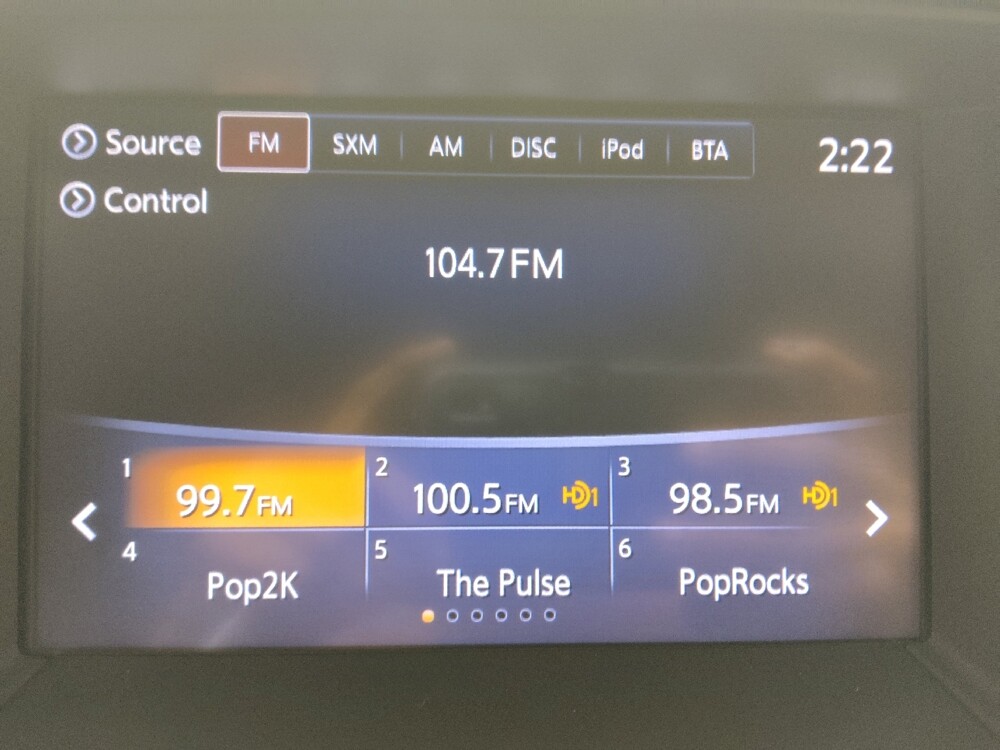 Source FM SXM AM DISC iPod BTA 2:22
Control
104.7FM
1 2 3
99.7FM 100.5FM HD1 98.5FM HD1
4 5 6
Pop2K The Pulse PopRocks